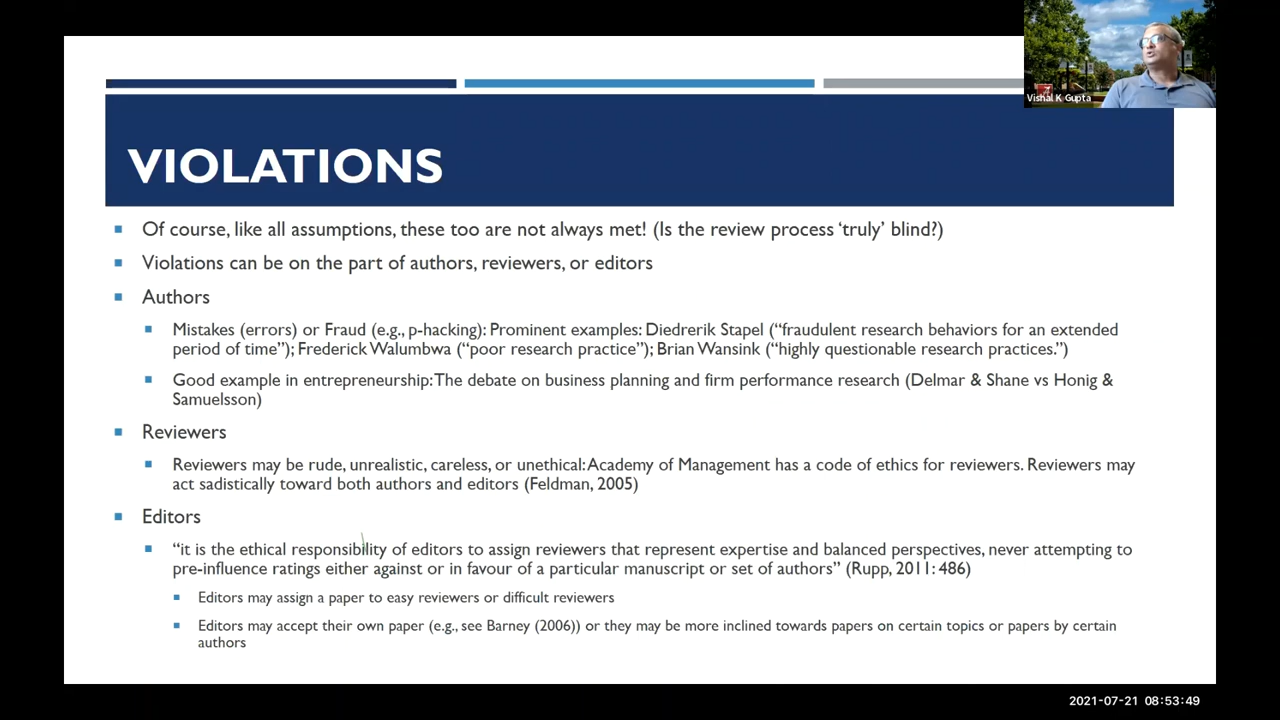 Vishal K Gupta
VIOLATIONS
Of course, like all assumptions, these too are not always met! (Is the review process ‘truly’ blind?)
Violations can be on the part of authors, reviewers, or editors
Authors
Mistakes (errors) or Fraud (e.g., p-hacking): Prominent examples: Diedrerik Stapel (“fraudulent research behaviors for an extended
period of time”); Frederick Walumbwa (“poor research practice”); Brian Wansink (“highly questionable research practices.”)
Good example in entrepreneurship: The debate on business planning and firm performance research (Delmar & Shane vs Honig &
Samuelsson)
Reviewers
Reviewers may be rude, unrealistic, careless, or unethical: Academy of Management has a code of ethics for reviewers. Reviewers may
act sadistically toward both authors and editors (Feldman, 2005)
Editors
“it is the ethical responsibility of editors to assign reviewers that represent expertise and balanced perspectives, never attempting to
pre-influence ratings either against or in favour of a particular manuscript or set of authors” (Rupp, 2011: 486)
Editors may assign a paper to easy reviewers or difficult reviewers
Editors may accept their own paper (e.g., see Barney (2006)) or they may be more inclined towards papers on certain topics or papers by certain
authors
2021-07-21 08:53:49